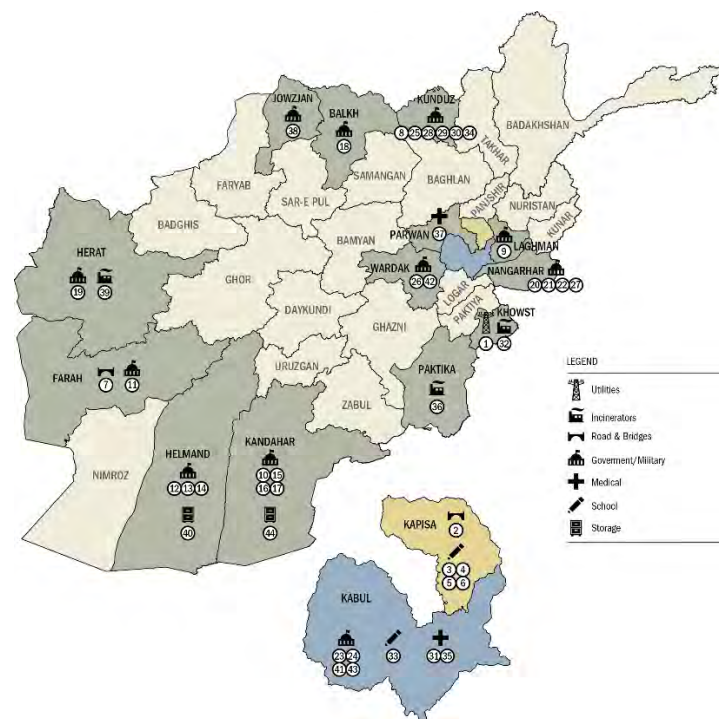 JOWZJAN
38
BALKH
18
KUNDUZ
8 25 28 29 30 34
TAKHAR
BADAKHSHAN
FARYAB
SAR-E PUL
SAMANGAN
BAGHLAN
PANJSHIR
NURISTAN
KUNAR
BADGHIS
HERAT
19 39
GHOR
BAMYAN
PARWAN
37
LAGHMAN
9
WARDAK
26 42
NANGARHAR
20 21 22 27
LOGAR
PAKTIYA
KHOWST
1 32
DAYKUNDI
GHAZNI
FARAH
7 11
URUZGAN
ZABUL
PAKTIKA
36
NIMROZ
HELMAND
12 13 14
40
KANDAHAR
10 15
16 17
44
LEGEND
Utilities
Incinerators
Road & Bridges
Goverment/Military
Medical
School
Storage
KAPISA
2
3 4
5 6
KABUL
23 24
41 43
33
31 35